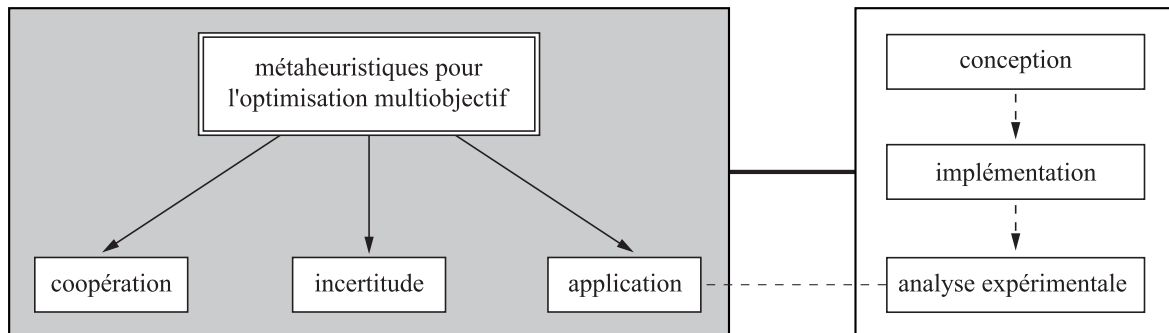 métaheuristiques pour
l'optimisation multiobjectif
coopération
incertitude
application
conception
implémentation
analyse expérimentale